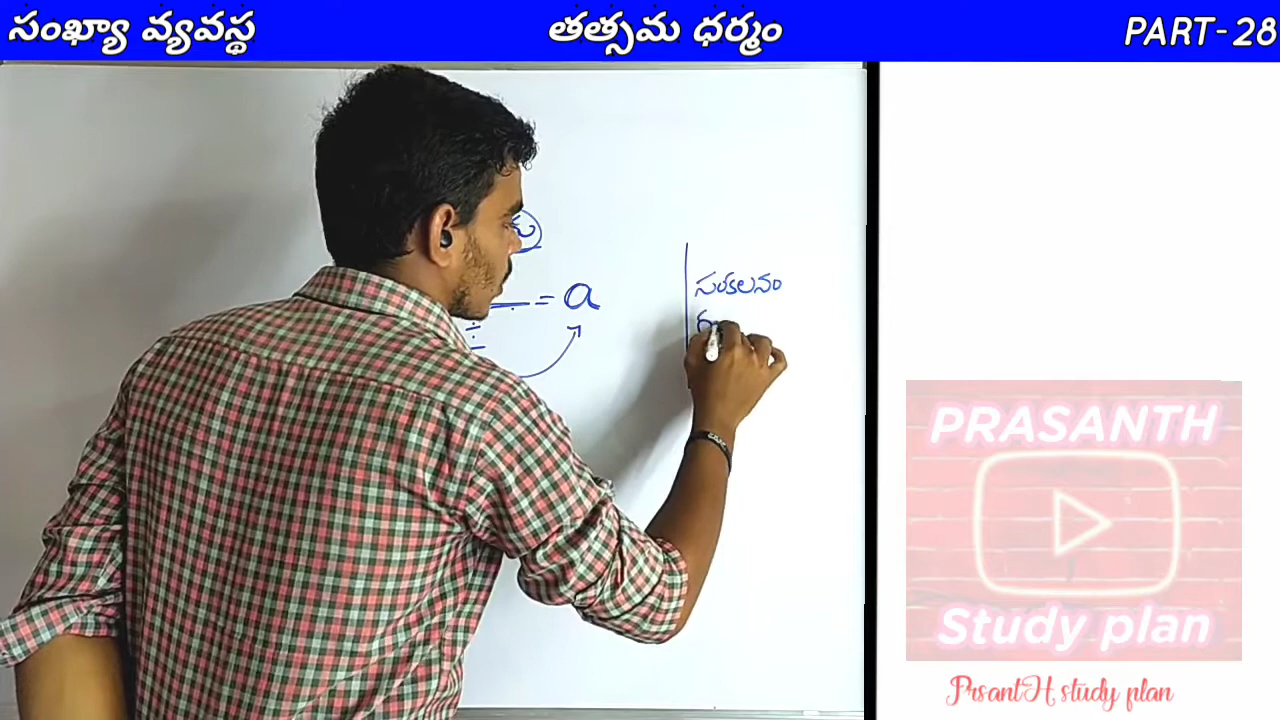 సంఖ్యా వ్యవస్థ తత్సమ ధర్మం PART-28
= a
సంకలనం
PRASANTH
Study plan
PrsantH study plan